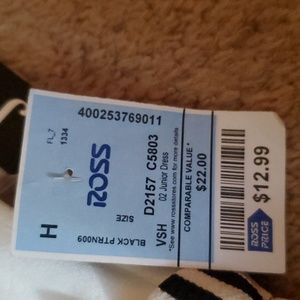 400253769011
FL_7
1334
ROSS
SIZE
H
D2157 C5803
02 Junior Dress
VSH
BLACK PTRN009
*See www.rossstores.com for more details
COMPARABLE VALUE *
$22.00
$12.99
ROSS
PRICE